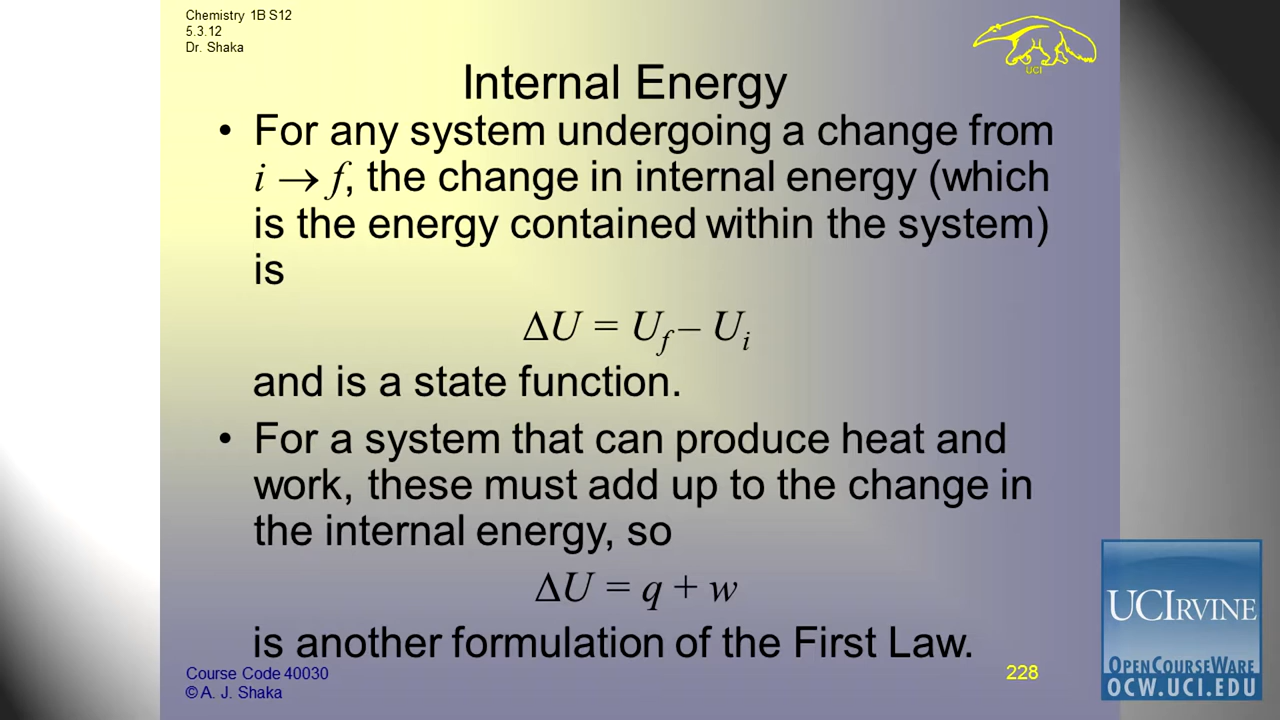 Chemistry 1B S12
5.3.12
Dr. Shaka
UCI
Internal Energy
• For any system undergoing a change from
i → f, the change in internal energy (which
is the energy contained within the system)
is
ΔU = Uf – Ui
and is a state function.
• For a system that can produce heat and
work, these must add up to the change in
the internal energy, so
ΔU = q + w
is another formulation of the First Law.
Course Code 40030
© A. J. Shaka
228
UCIRVINE
OPENCOURSEWARE
OCW.UCI.EDU